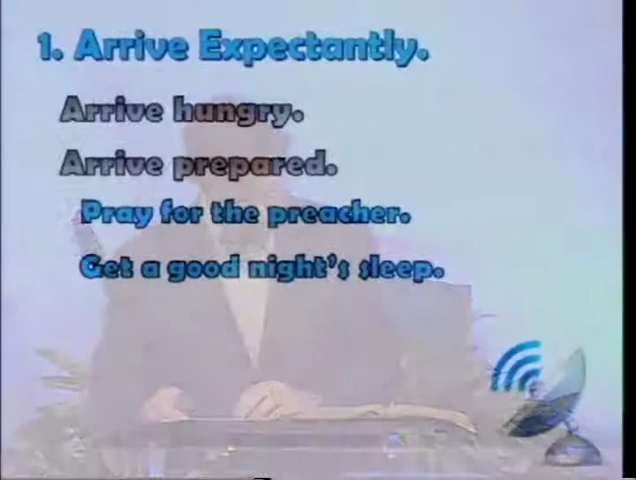 1. Arrive Expectantly.
Arrive hungry.
Arrive prepared.
Pray for the preacher.
Get a good night's sleep.